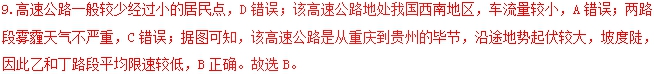 9.高速公路一般较少经过小的居民点，D错误；该高速公路地处我国西南地区，车流量较小，A错误；两路
段雾霾天气不严重，C错误；据图可知，该高速公路是从重庆到贵州的毕节，沿途地势起伏较大，坡度陡，
因此乙和丁路段平均限速较低，B正确。故选B。